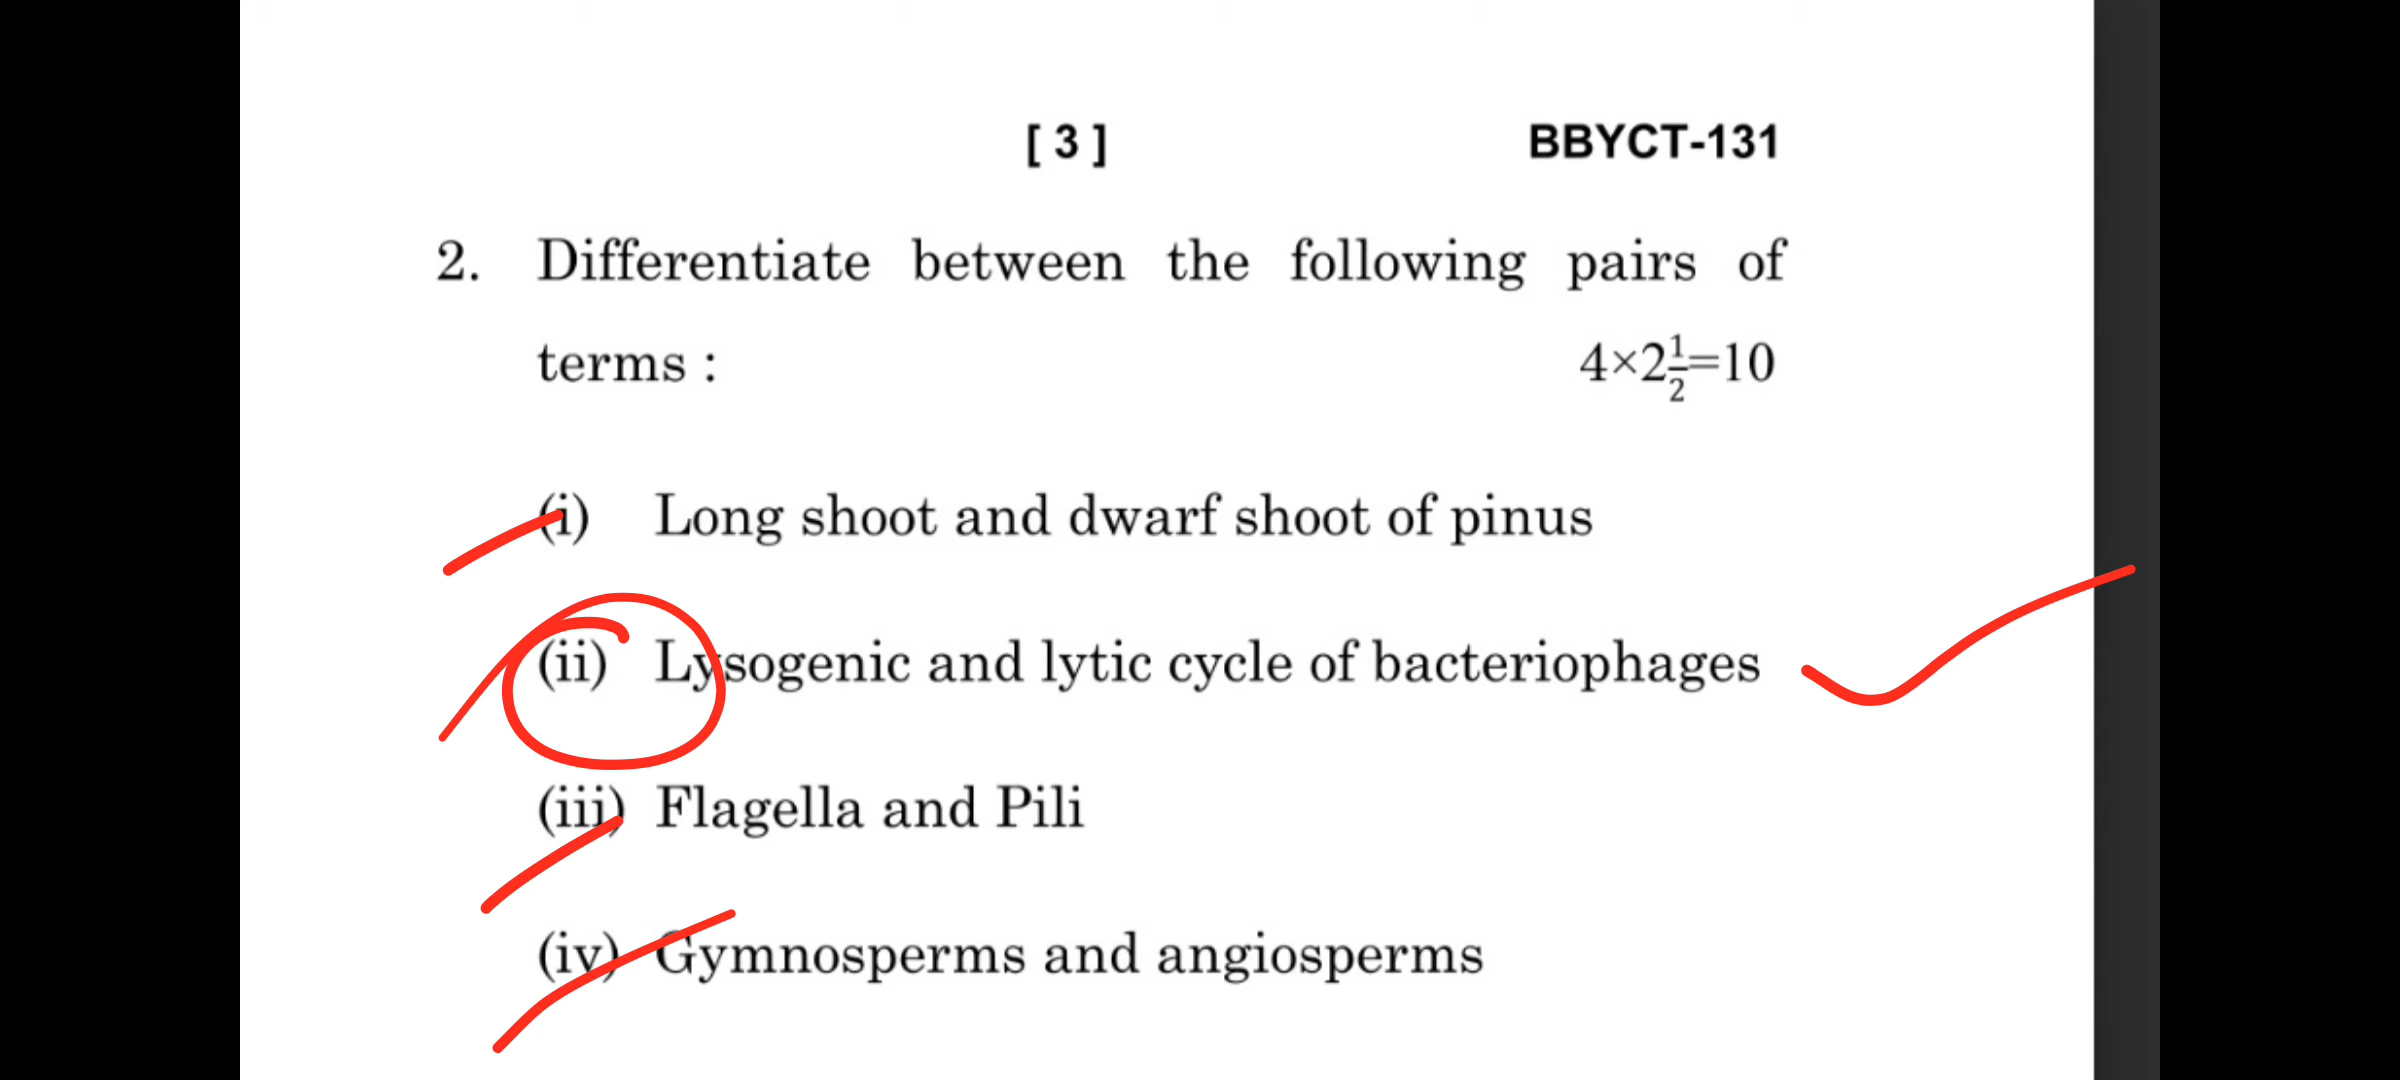 [ 3 ] BBYCT-131
2. Differentiate between the following pairs of
terms : 4×2½=10
(i) Long shoot and dwarf shoot of pinus
(ii) Lysogenic and lytic cycle of bacteriophages
(iii) Flagella and Pili
(iv) Gymnosperms and angiosperms